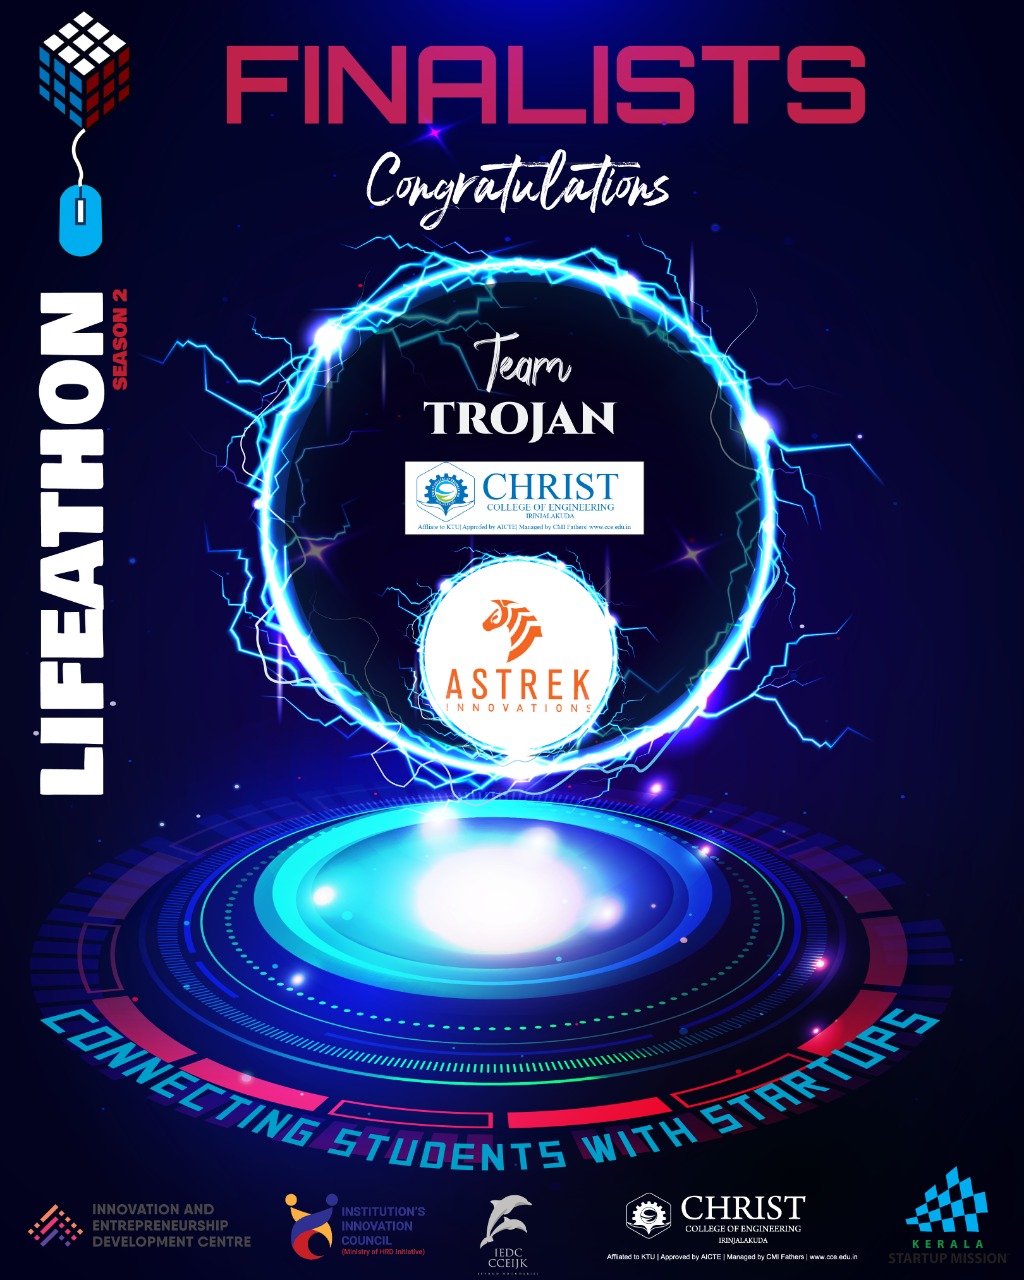 FINALISTS
Congratulations
LIFEATHON
SEASON 2
Team
TROJAN
CHRIST
COLLEGE OF ENGINEERING
IRINJALAKUDA
Affliate to KTU| Approved by AICTE| Managed by CMI Fathers| www.cce.edu.in
ASTREK
INNOVATIONS
CONNECTING STUDENTS WITH STARTUPS
INNOVATION AND
ENTREPRENEURSHIP
DEVELOPMENT CENTRE
INSTITUTION'S
INNOVATION
COUNCIL
(Ministry of HRD Initiative)
IEDC
CCEIJK
CHRIST
COLLEGE OF ENGINEERING
IRINJALAKUDA
Affliated to KTU | Approved by AICTE | Managed by CMI Fathers | www.cce.edu.in
KERALA
STARTUP MISSION